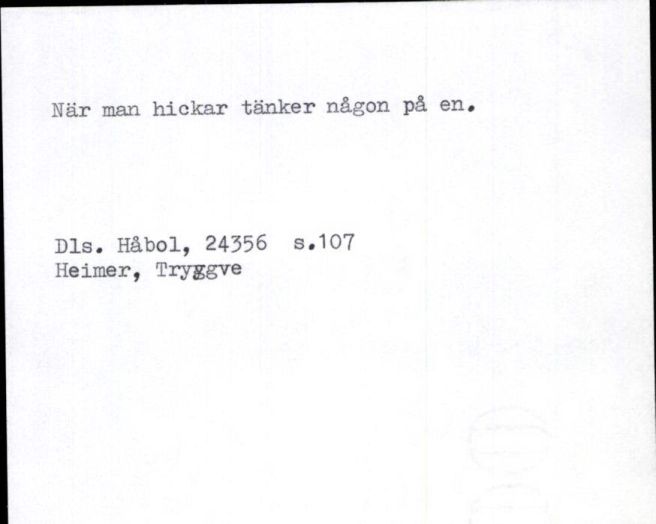 När man hickar tänker någon på en.
Dls. Håbol, 24356 s.107
Heimer, Tryggve